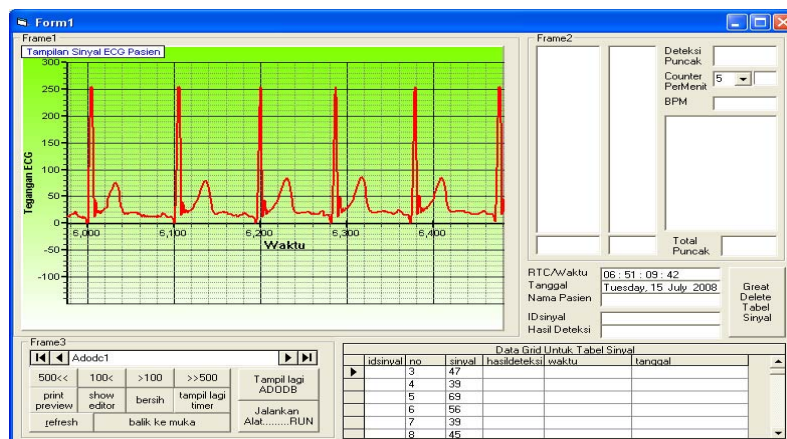 Form1
Frame1
Tampilan Sinyal ECG Pasien
300
250
200
150
100
50
0
-50
-100
Tegangan ECG
6,000 6,100 6,200 6,300 6,400
Waktu
Frame2
Deteksi
Puncak
Counter
PerMenit
5
BPM
Total
Puncak
RTC/Waktu 06 : 51 : 09 : 42
Tanggal Tuesday, 15 July 2008
Nama Pasien
IDsinyal
Hasil Deteksi
Great
Delete
Tabel
Sinyal
Frame3
Adodc1
500<< 100< >100 >>500
Tampil lagi
ADODB
print
preview
show
editor
bersih
tampil lagi
timer
refresh
balik ke muka
Jalankan
Alat.........RUN
Data Grid Untuk Tabel Sinyal
idsinyal no sinyal hasildeteksi waktu tanggal
3 47
4 39
5 69
6 56
7 39
8 45